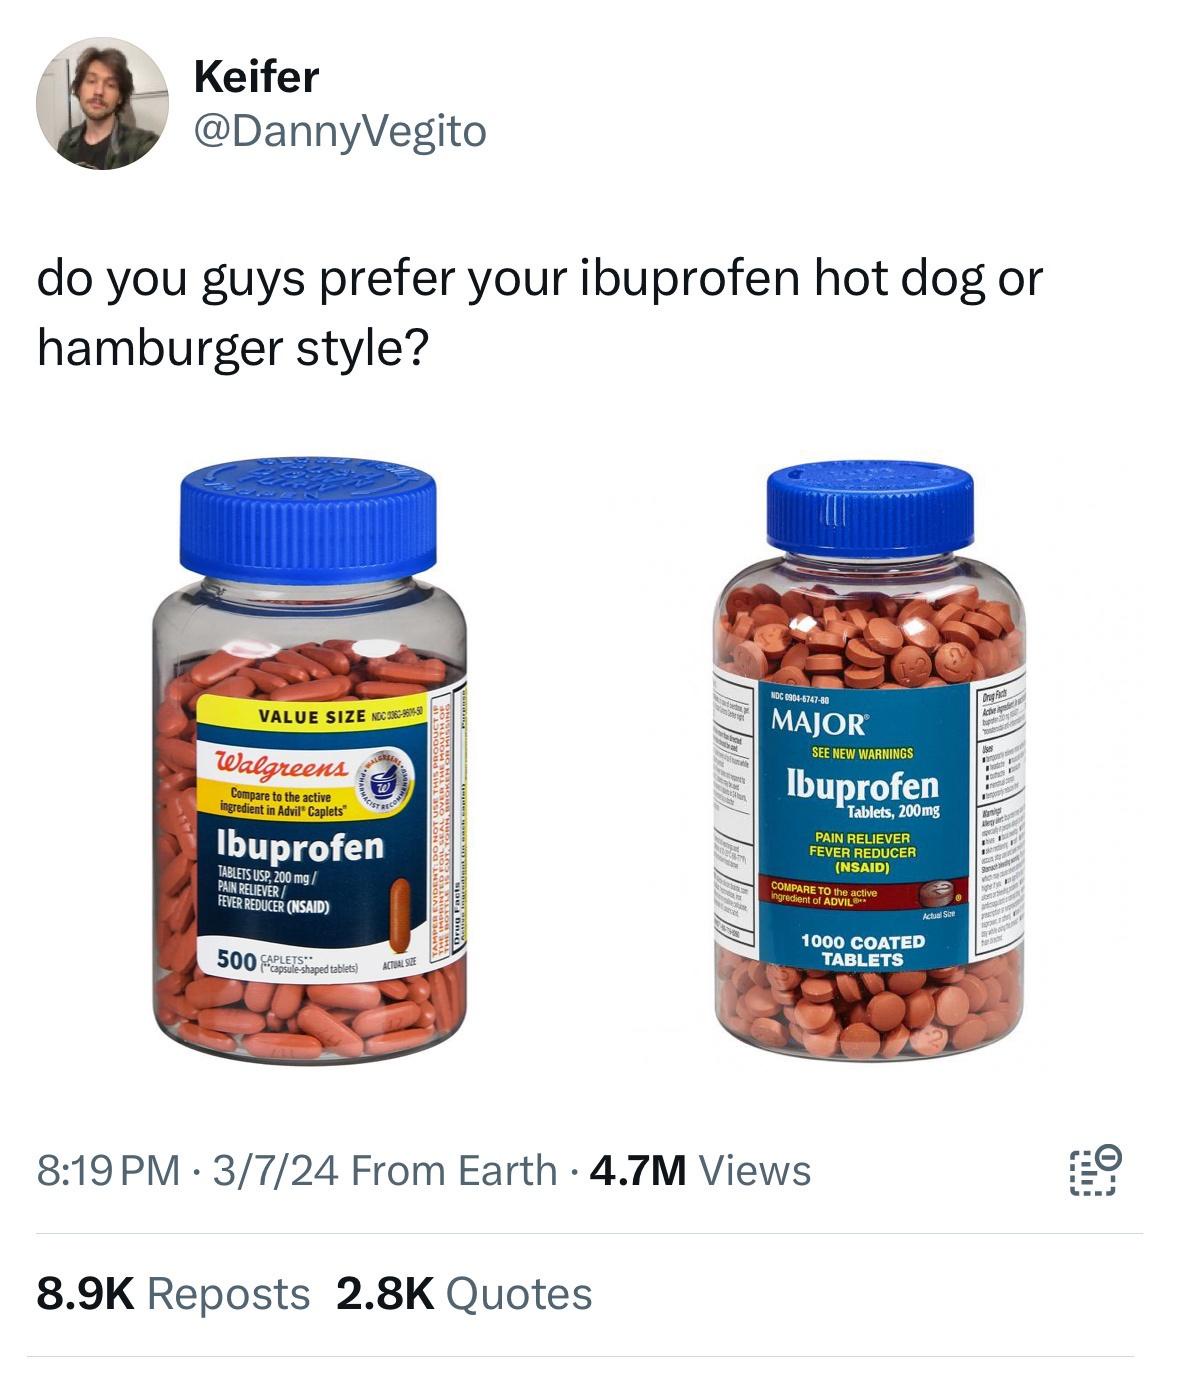 Keifer
@DannyVegito
do you guys prefer your ibuprofen hot dog or
hamburger style?
VALUE SIZE
Walgreens
Compare to the active
ingredient in Advil® Caplets*
Ibuprofen
TABLETS USP, 200 mg /
PAIN RELIEVER /
FEVER REDUCER (NSAID)
500 CAPLETS**
(**capsule-shaped tablets)
ACTUAL SIZE
Drug Facts
NDC 0904-6747-80
MAJOR®
SEE NEW WARNINGS
Ibuprofen
Tablets, 200mg
PAIN RELIEVER
FEVER REDUCER
(NSAID)
COMPARE TO the active
ingredient of ADVIL®**
Actual Size
1000 COATED
TABLETS
Drug Facts
Uses
Warnings
8:19 PM · 3/7/24 From Earth · 4.7M Views
8.9K Reposts 2.8K Quotes